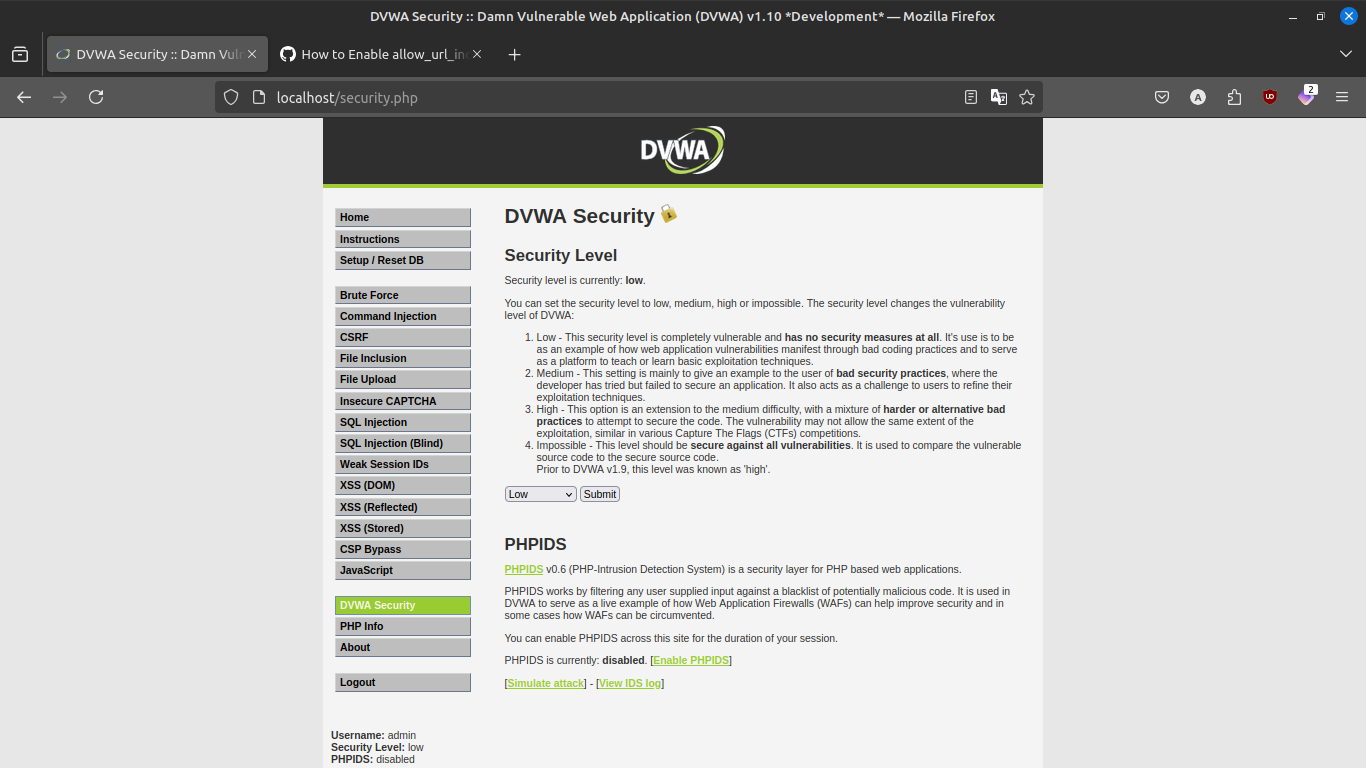 DVWA Security :: Damn Vulnerable Web Application (DVWA) v1.10 *Development* — Mozilla Firefox
DVWA Security :: Damn Vuln
How to Enable allow_url_in
localhost/security.php
A
A
UO
2
DVWA
Home
Instructions
Setup / Reset DB
Brute Force
Command Injection
CSRF
File Inclusion
File Upload
Insecure CAPTCHA
SQL Injection
SQL Injection (Blind)
Weak Session IDs
XSS (DOM)
XSS (Reflected)
XSS (Stored)
CSP Bypass
JavaScript
DVWA Security
PHP Info
About
Logout
DVWA Security
Security Level
Security level is currently: low.
You can set the security level to low, medium, high or impossible. The security level changes the vulnerability
level of DVWA:
1. Low - This security level is completely vulnerable and has no security measures at all. It's use is to be
as an example of how web application vulnerabilities manifest through bad coding practices and to serve
as a platform to teach or learn basic exploitation techniques.
2. Medium - This setting is mainly to give an example to the user of bad security practices, where the
developer has tried but failed to secure an application. It also acts as a challenge to users to refine their
exploitation techniques.
3. High - This option is an extension to the medium difficulty, with a mixture of harder or alternative bad
practices to attempt to secure the code. The vulnerability may not allow the same extent of the
exploitation, similar in various Capture The Flags (CTFs) competitions.
4. Impossible - This level should be secure against all vulnerabilities. It is used to compare the vulnerable
source code to the secure source code.
Prior to DVWA v1.9, this level was known as 'high'.
Low Submit
PHPIDS
PHPIDS v0.6 (PHP-Intrusion Detection System) is a security layer for PHP based web applications.
PHPIDS works by filtering any user supplied input against a blacklist of potentially malicious code. It is used in
DVWA to serve as a live example of how Web Application Firewalls (WAFs) can help improve security and in
some cases how WAFs can be circumvented.
You can enable PHPIDS across this site for the duration of your session.
PHPIDS is currently: disabled. [Enable PHPIDS]
[Simulate attack] - [View IDS log]
Username: admin
Security Level: low
PHPIDS: disabled